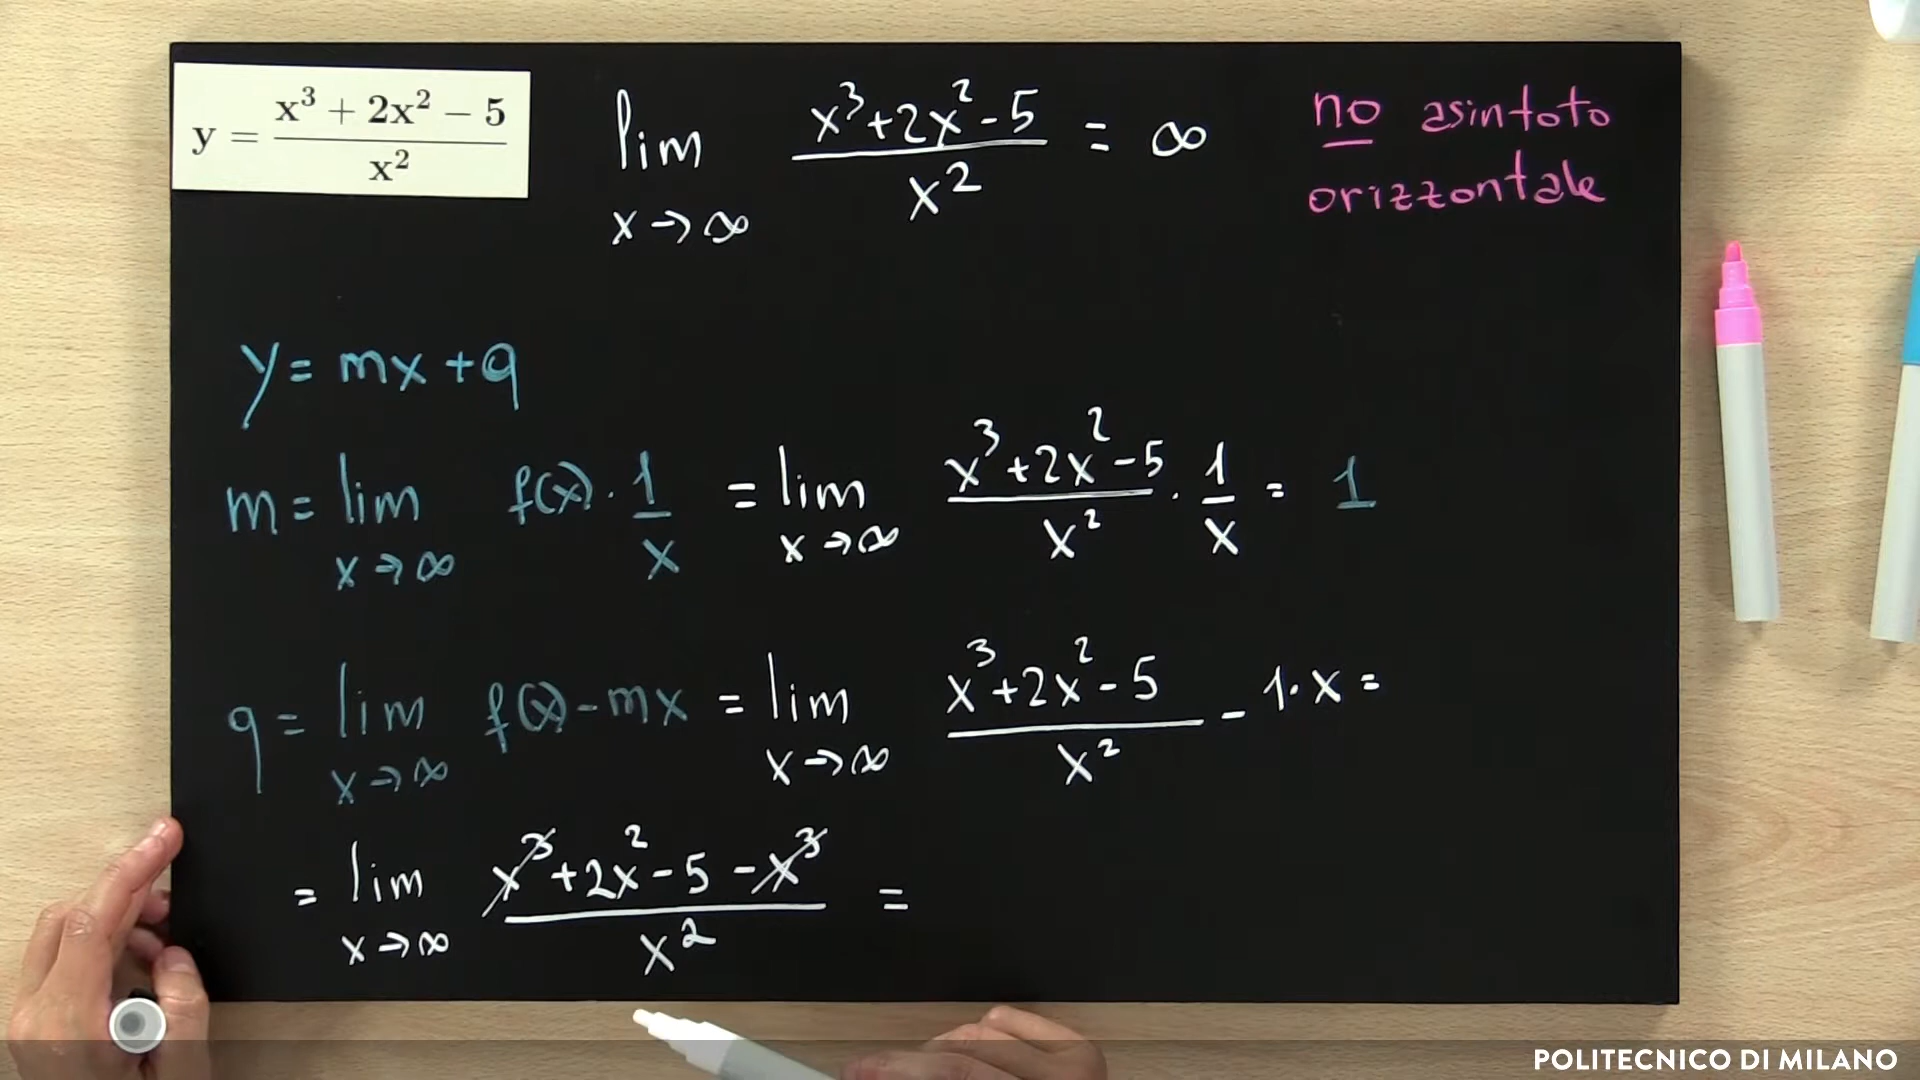 y = (x³ + 2x² − 5) / x²
lim x→∞ (x³+2x²-5) / x² = ∞
no asintoto
orizzontale
y = mx + q
m = lim x→∞ f(x) · 1/x = lim x→∞ (x³+2x²-5) / x² · 1/x = 1
q = lim x→∞ f(x) - mx = lim x→∞ (x³+2x²-5) / x² - 1·x =
= lim x→∞ (x³+2x²-5-x³) / x² =
POLITECNICO DI MILANO